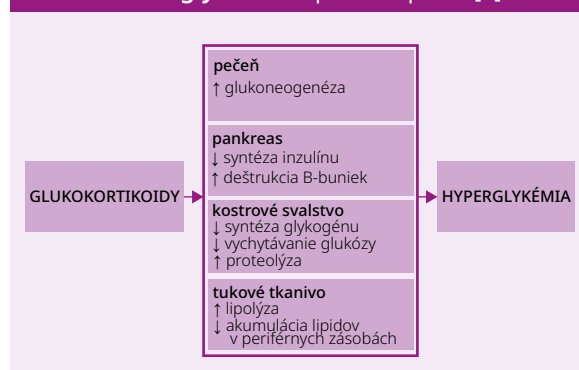 pečeň
↑ glukoneogenéza
pankreas
↓ syntéza inzulínu
↑ deštrukcia B-buniek
GLUKOKORTIKOIDY
HYPERGLYKÉMIA
kostrové svalstvo
↓ syntéza glykogénu
↓ vychytávanie glukózy
↑ proteolýza
tukové tkanivo
↑ lipolýza
↓ akumulácia lipidov
v periférnych zásobách